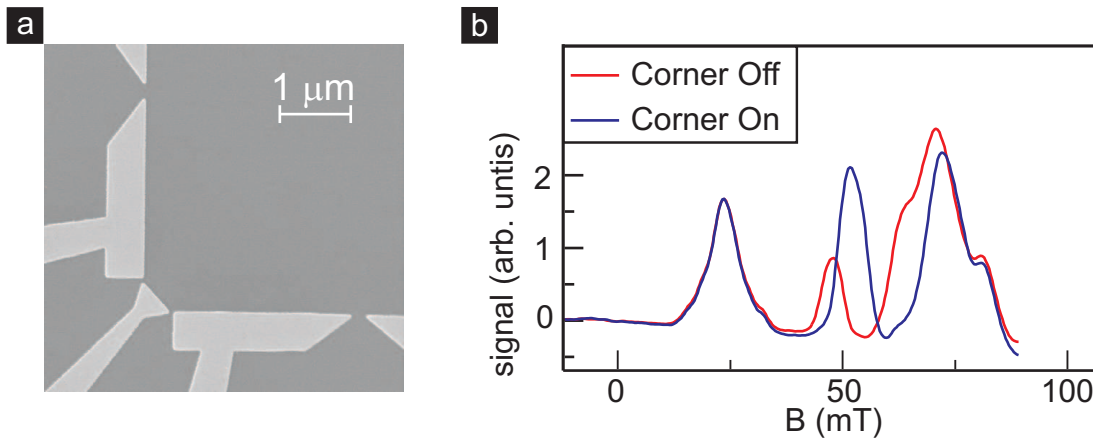 a
1 μm
b
Corner Off
Corner On
signal (arb. untis)
2
1
0
0
50
100
B (mT)